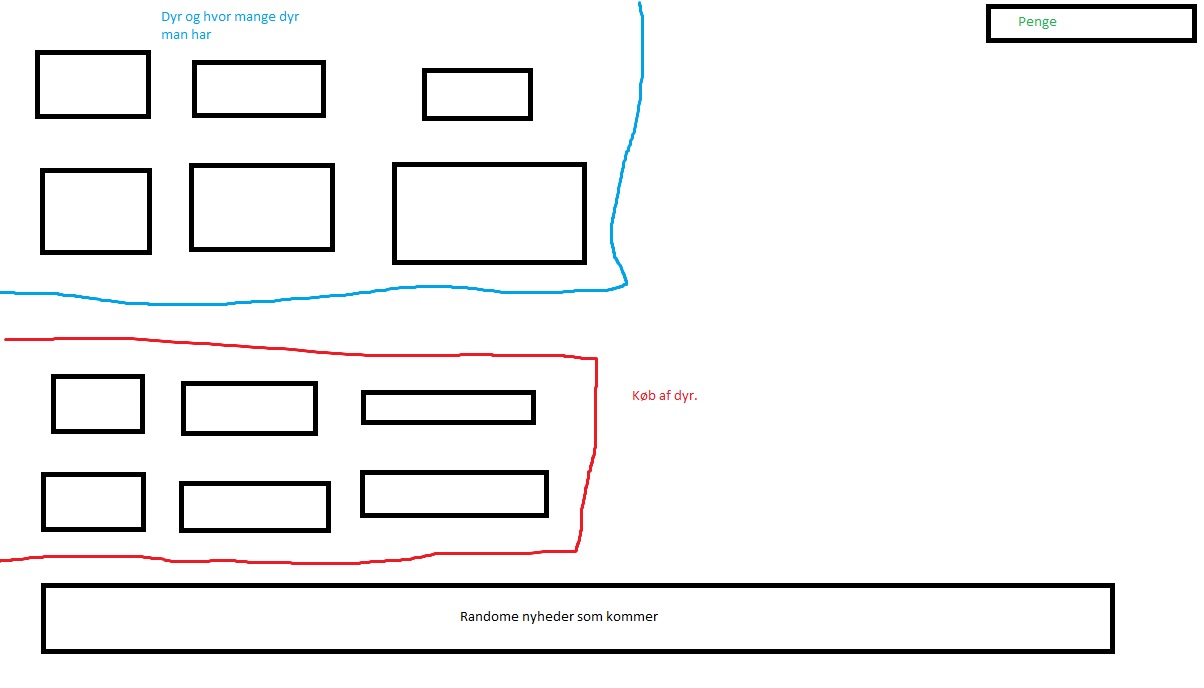 Dyr og hvor mange dyr
man har
Penge
Køb af dyr.
Randome nyheder som kommer